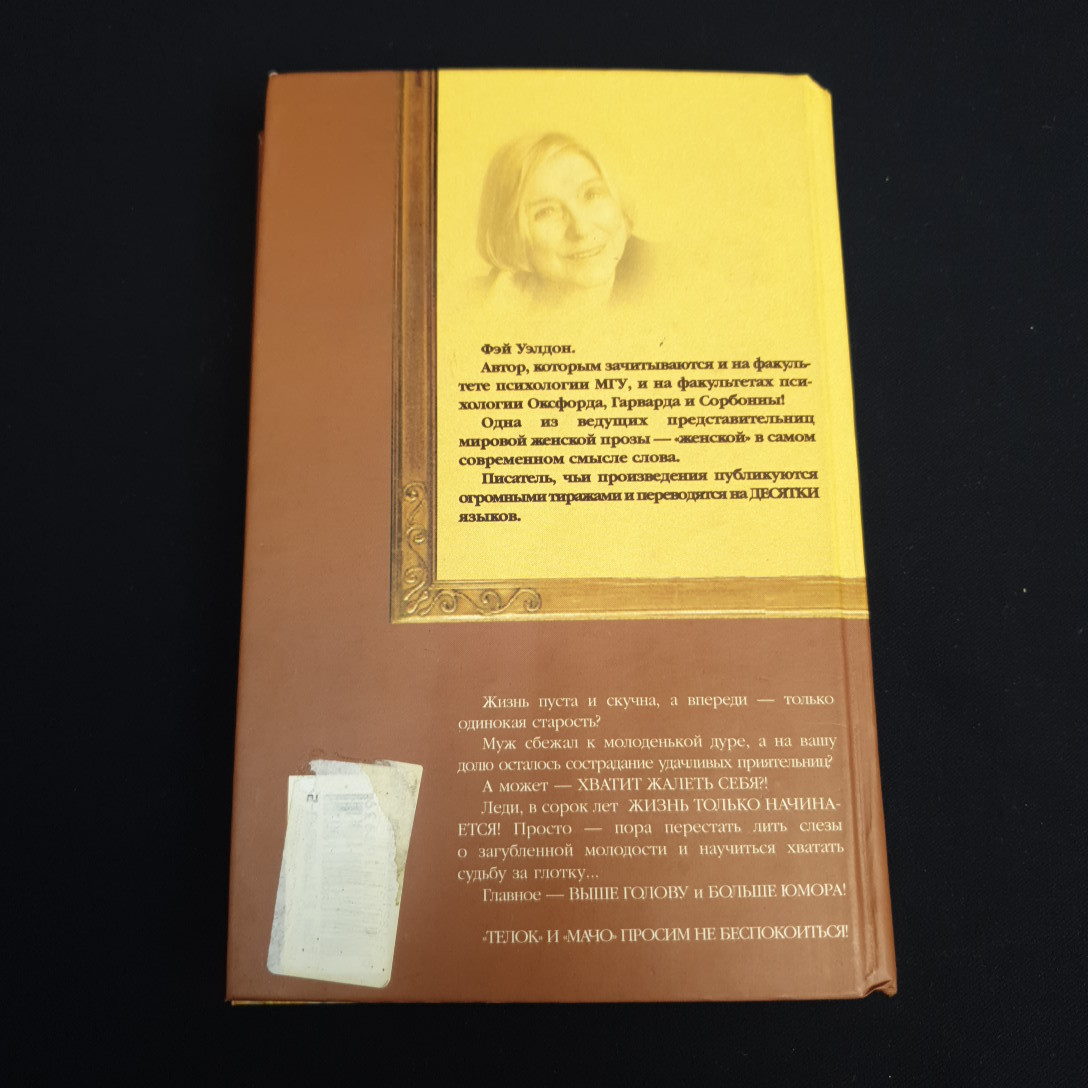 Фэй Уэлдон.
Автор, которым зачитываются и на факуль-
тете психологии МГУ, и на факультетах пси-
хологии Оксфорда, Гарварда и Сорбонны!
Одна из ведущих представительниц
мировой женской прозы — «женской» в самом
современном смысле слова.
Писатель, чьи произведения публикуются
огромными тиражами и переводятся на ДЕСЯТКИ
языков.
Жизнь пуста и скучна, а впереди — только
одинокая старость?
Муж сбежал к молоденькой дуре, а на вашу
долю осталось сострадание удачливых приятельниц?
А может — ХВАТИТ ЖАЛЕТЬ СЕБЯ?!
Леди, в сорок лет ЖИЗНЬ ТОЛЬКО НАЧИНА-
ЕТСЯ! Просто — пора перестать лить слезы
о загубленной молодости и научиться хватать
судьбу за глотку...
Главное — ВЫШЕ ГОЛОВУ и БОЛЬШЕ ЮМОРА!
«ТЕЛОК» И «МАЧО» ПРОСИМ НЕ БЕСПОКОИТЬСЯ!